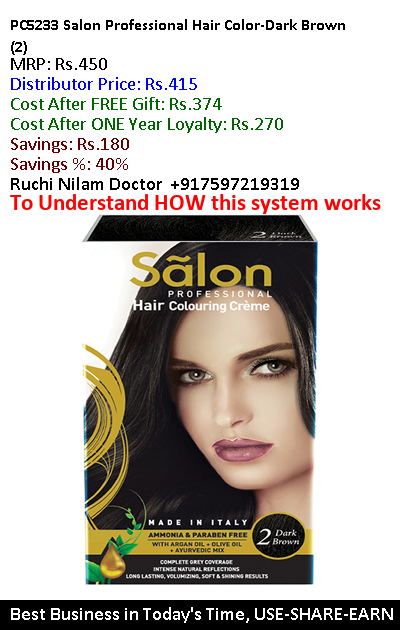 PC5233 Salon Professional Hair Color-Dark Brown
(2)
MRP: Rs.450
Distributor Price: Rs.415
Cost After FREE Gift: Rs.374
Cost After ONE Year Loyalty: Rs.270
Savings: Rs.180
Savings %: 40%
Ruchi Nilam Doctor +917597219319
To Understand HOW this system works
2 Dark Brown
Sãlon
PROFESSIONAL
Hair Colouring Crème
MADE IN ITALY
AMMONIA & PARABEN FREE
WITH ARGAN OIL + OLIVE OIL
+ AYURVEDIC MIX
2 Dark
Brown
COMPLETE GREY COVERAGE
INTENSE NATURAL REFLECTIONS
LONG LASTING, VOLUMIZING, SOFT & SHINING RESULTS
Best Business in Today's Time, USE-SHARE-EARN